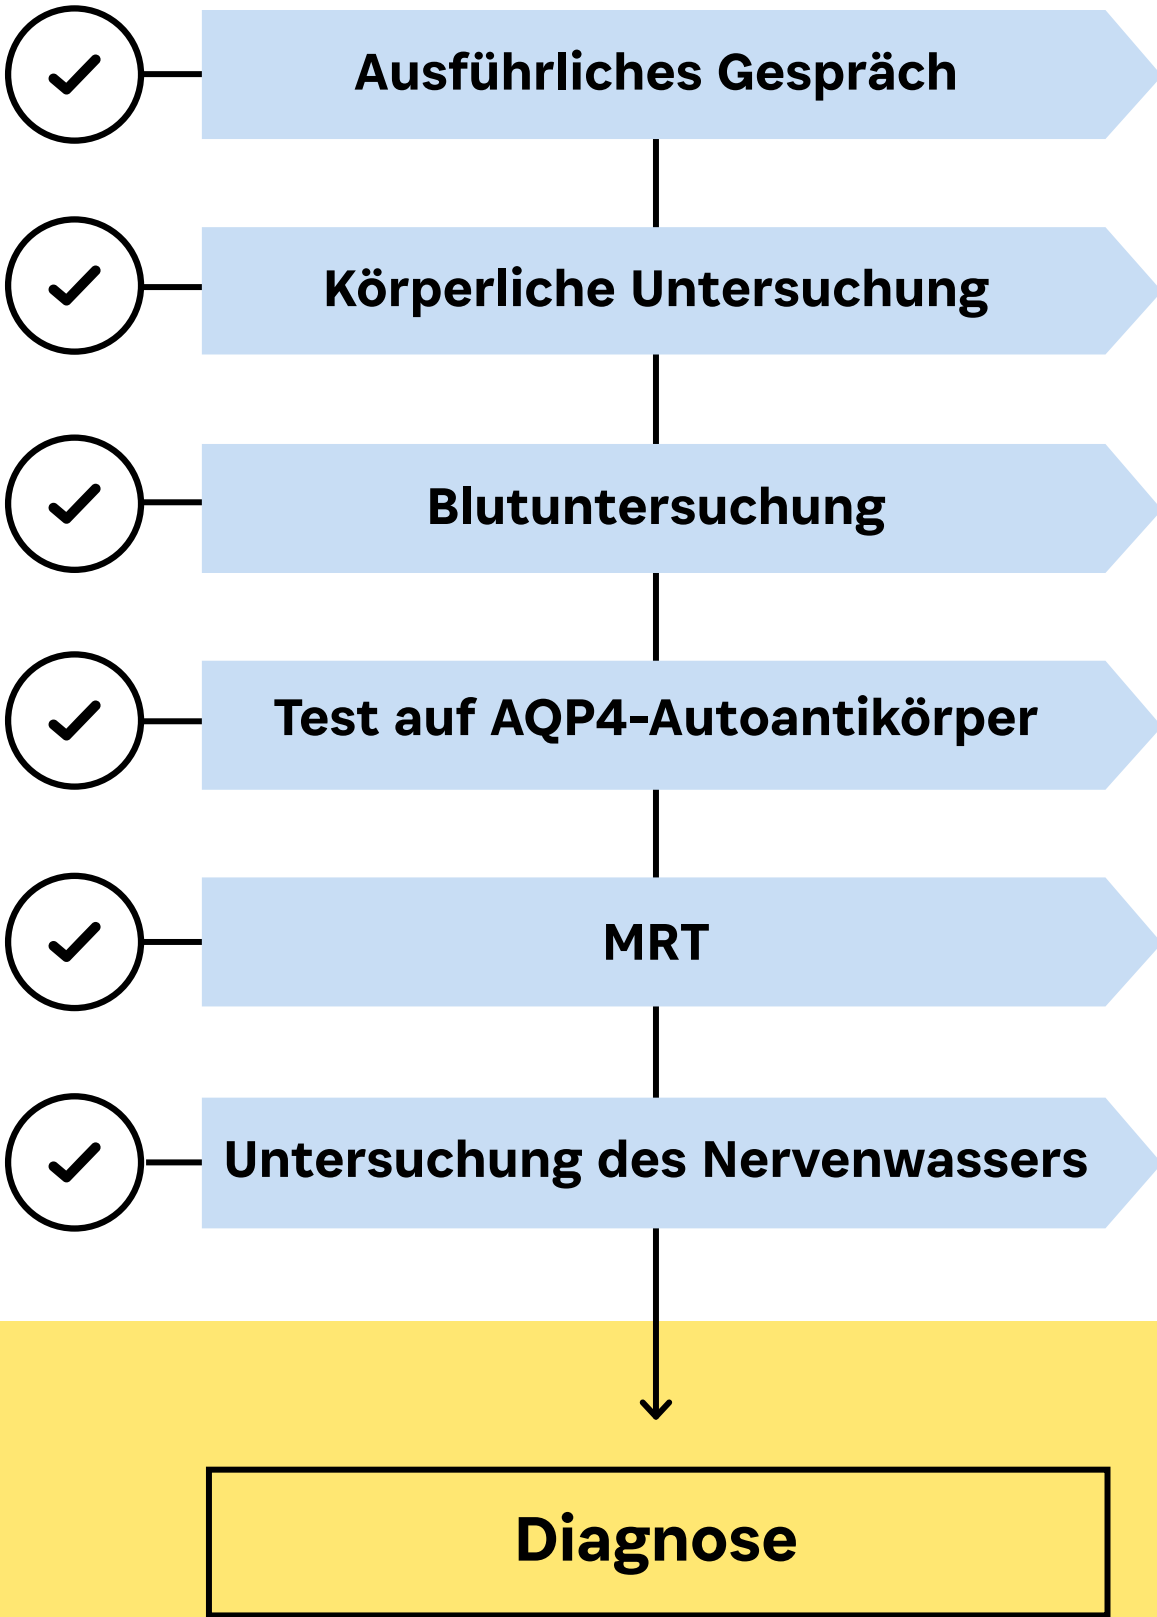 Ausführliches Gespräch
Körperliche Untersuchung
Blutuntersuchung
Test auf AQP4-Autoantikörper
MRT
Untersuchung des Nervenwassers
Diagnose